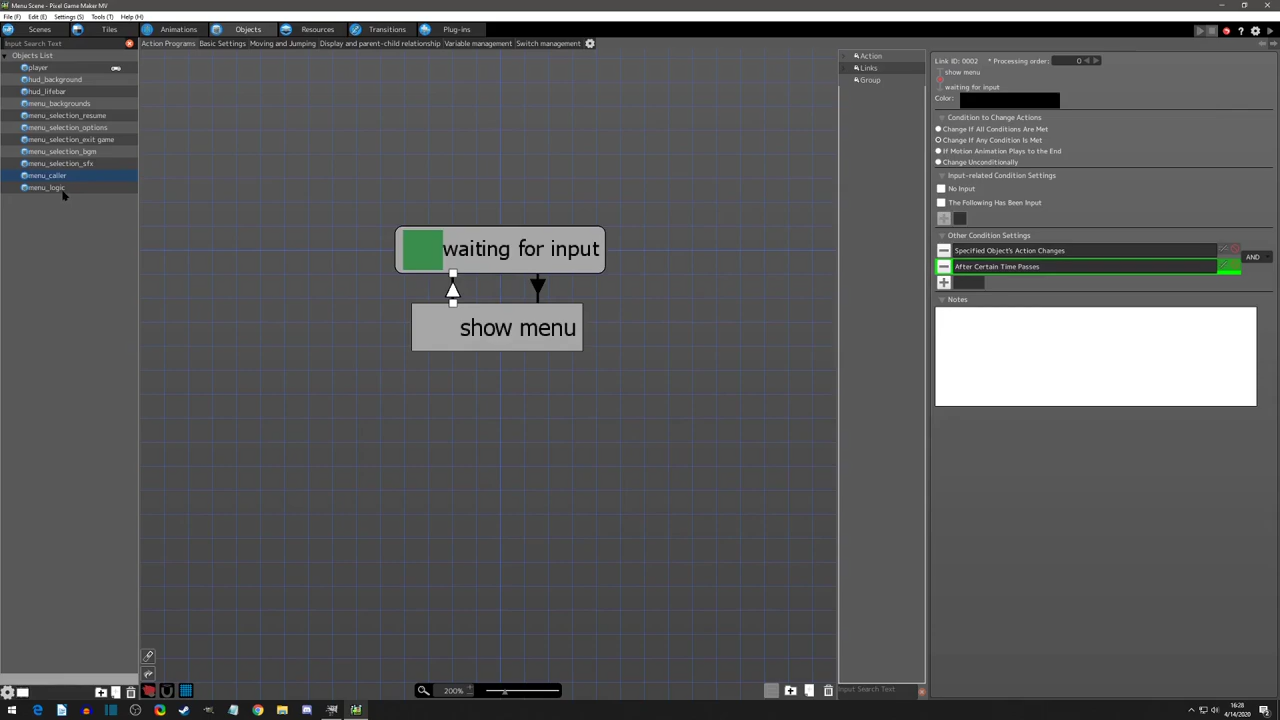 Menu Scene - Pixel Game Maker MV
File (F) Edit (E) Settings (S) Tools (T) Help (H)
Scenes Tiles Animations Objects Resources Transitions Plug-ins
Input Search Text
Action Programs Basic Settings Moving and Jumping Display and parent-child relationship Variable management Switch management
Objects List
player
hud_background
hud_lifebar
menu_backgrounds
menu_selection_resume
menu_selection_options
menu_selection_exit game
menu_selection_bgm
menu_selection_sfx
menu_caller
menu_logic
waiting for input
show menu
200%
Action
Links
Group
Input Search Text
Link ID: 0002 * Processing order: 0
show menu
waiting for input
Color:
Condition to Change Actions
Change If All Conditions Are Met
Change If Any Condition Is Met
If Motion Animation Plays to the End
Change Unconditionally
Input-related Condition Settings
No Input
The Following Has Been Input
Other Condition Settings
Specified Object's Action Changes
AND
After Certain Time Passes
Notes
16:28
4/14/2020